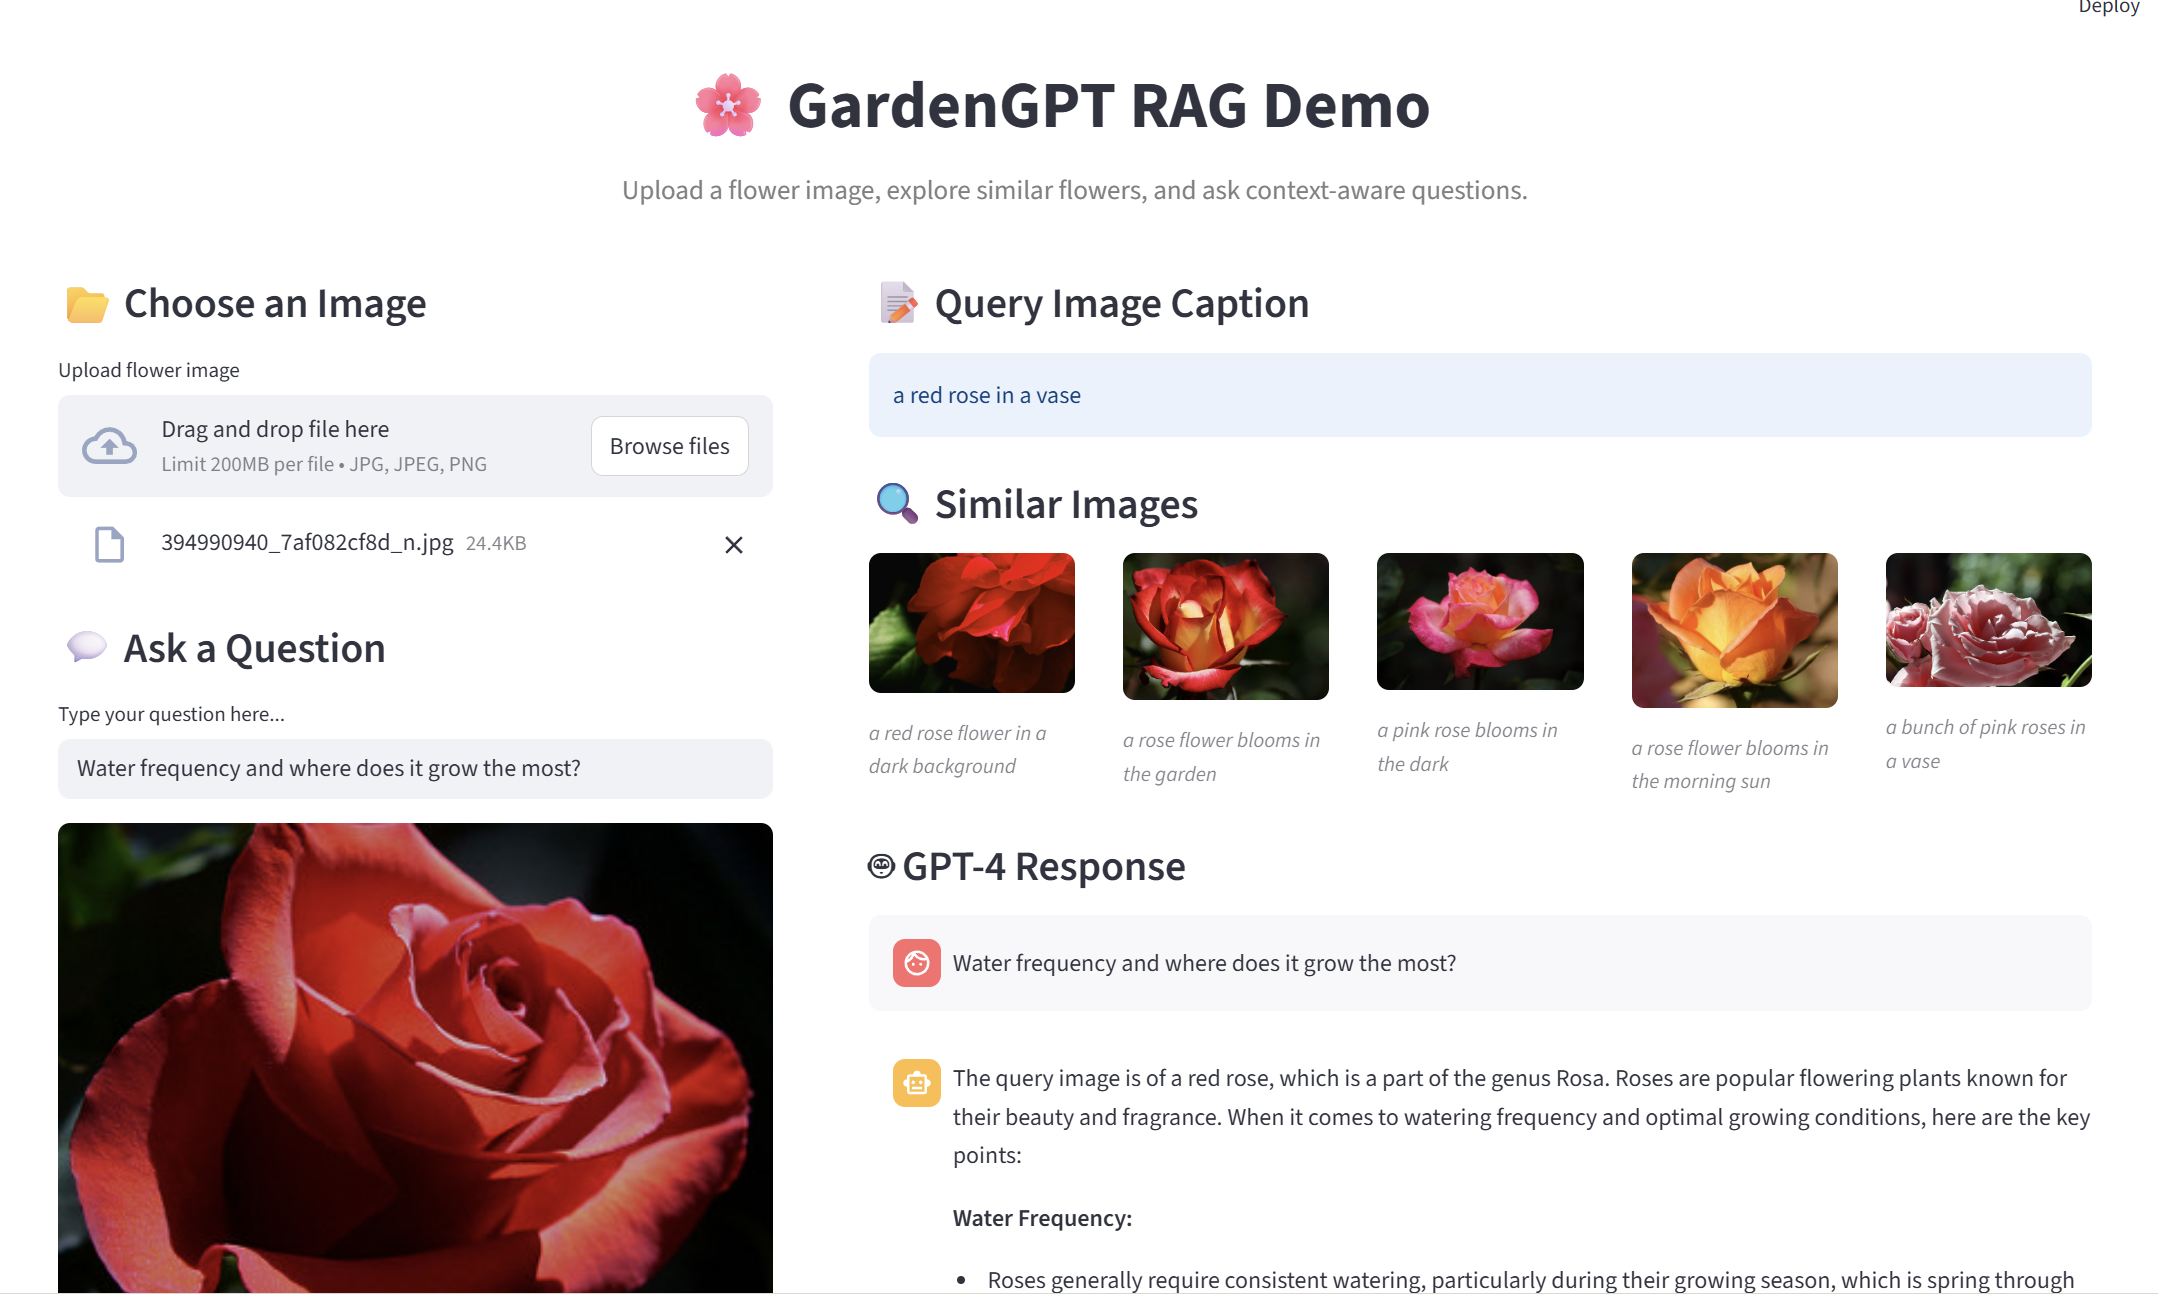 Deploy
GardenGPT RAG Demo
Upload a flower image, explore similar flowers, and ask context-aware questions.
Choose an Image
Upload flower image
Drag and drop file here
Limit 200MB per file • JPG, JPEG, PNG
Browse files
394990940_7af082cf8d_n.jpg 24.4KB
Ask a Question
Type your question here...
Water frequency and where does it grow the most?
Query Image Caption
a red rose in a vase
Similar Images
a red rose flower in a
dark background
a rose flower blooms in
the garden
a pink rose blooms in
the dark
a rose flower blooms in
the morning sun
a bunch of pink roses in
a vase
GPT-4 Response
Water frequency and where does it grow the most?
The query image is of a red rose, which is a part of the genus Rosa. Roses are popular flowering plants known for
their beauty and fragrance. When it comes to watering frequency and optimal growing conditions, here are the key
points:
Water Frequency:
• Roses generally require consistent watering, particularly during their growing season, which is spring through